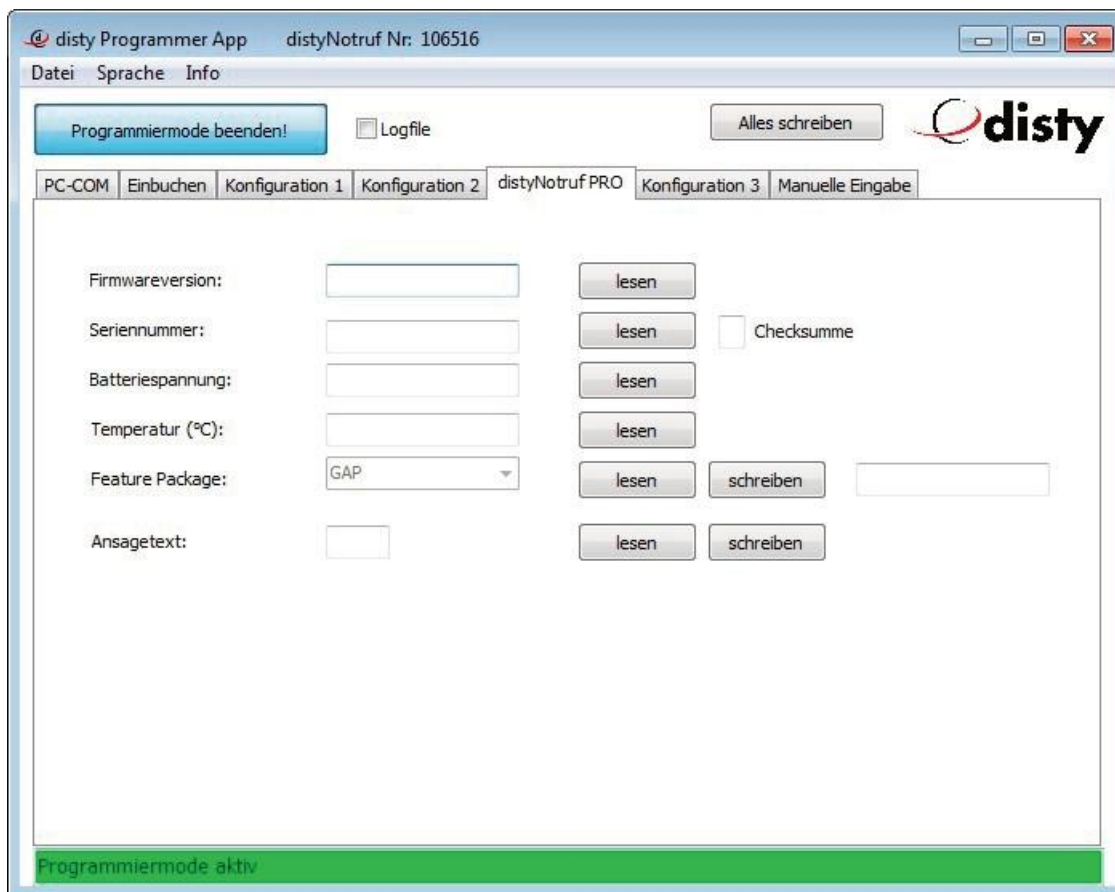 disty Programmer App distyNotruf Nr: 106516
Datei Sprache Info
Programmiermode beenden! Logfile Alles schreiben disty
PC-COM Einbuchen Konfiguration 1 Konfiguration 2 distyNotruf PRO Konfiguration 3 Manuelle Eingabe
Firmwareversion: lesen
Seriennummer: lesen Checksumme
Batteriespannung: lesen
Temperatur (°C): lesen
Feature Package: GAP lesen schreiben
Ansagetext: lesen schreiben
Programmiermode aktiv